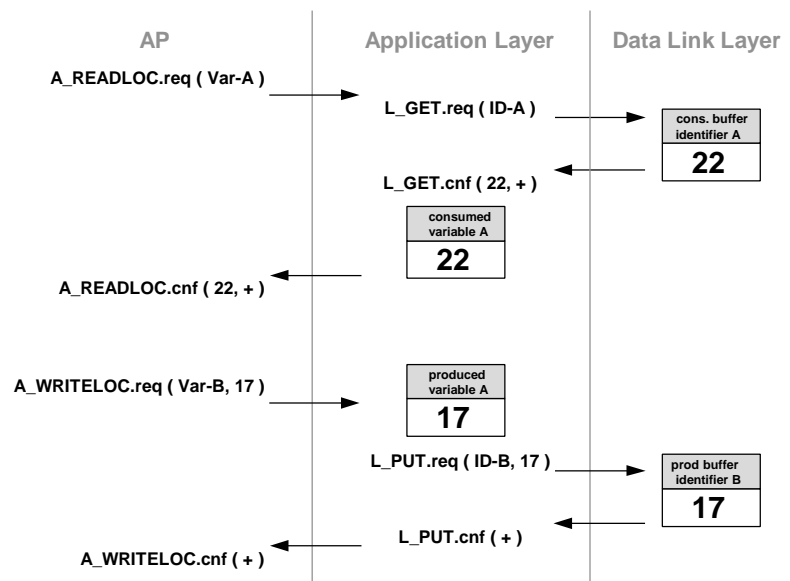 AP
Application Layer
Data Link Layer
A_READLOC.req ( Var-A )
L_GET.req ( ID-A )
cons. buffer
identifier A
22
L_GET.cnf ( 22, + )
consumed
variable A
22
A_READLOC.cnf ( 22, + )
A_WRITELOC.req ( Var-B, 17 )
produced
variable A
17
L_PUT.req ( ID-B, 17 )
prod buffer
identifier B
17
L_PUT.cnf ( + )
A_WRITELOC.cnf ( + )